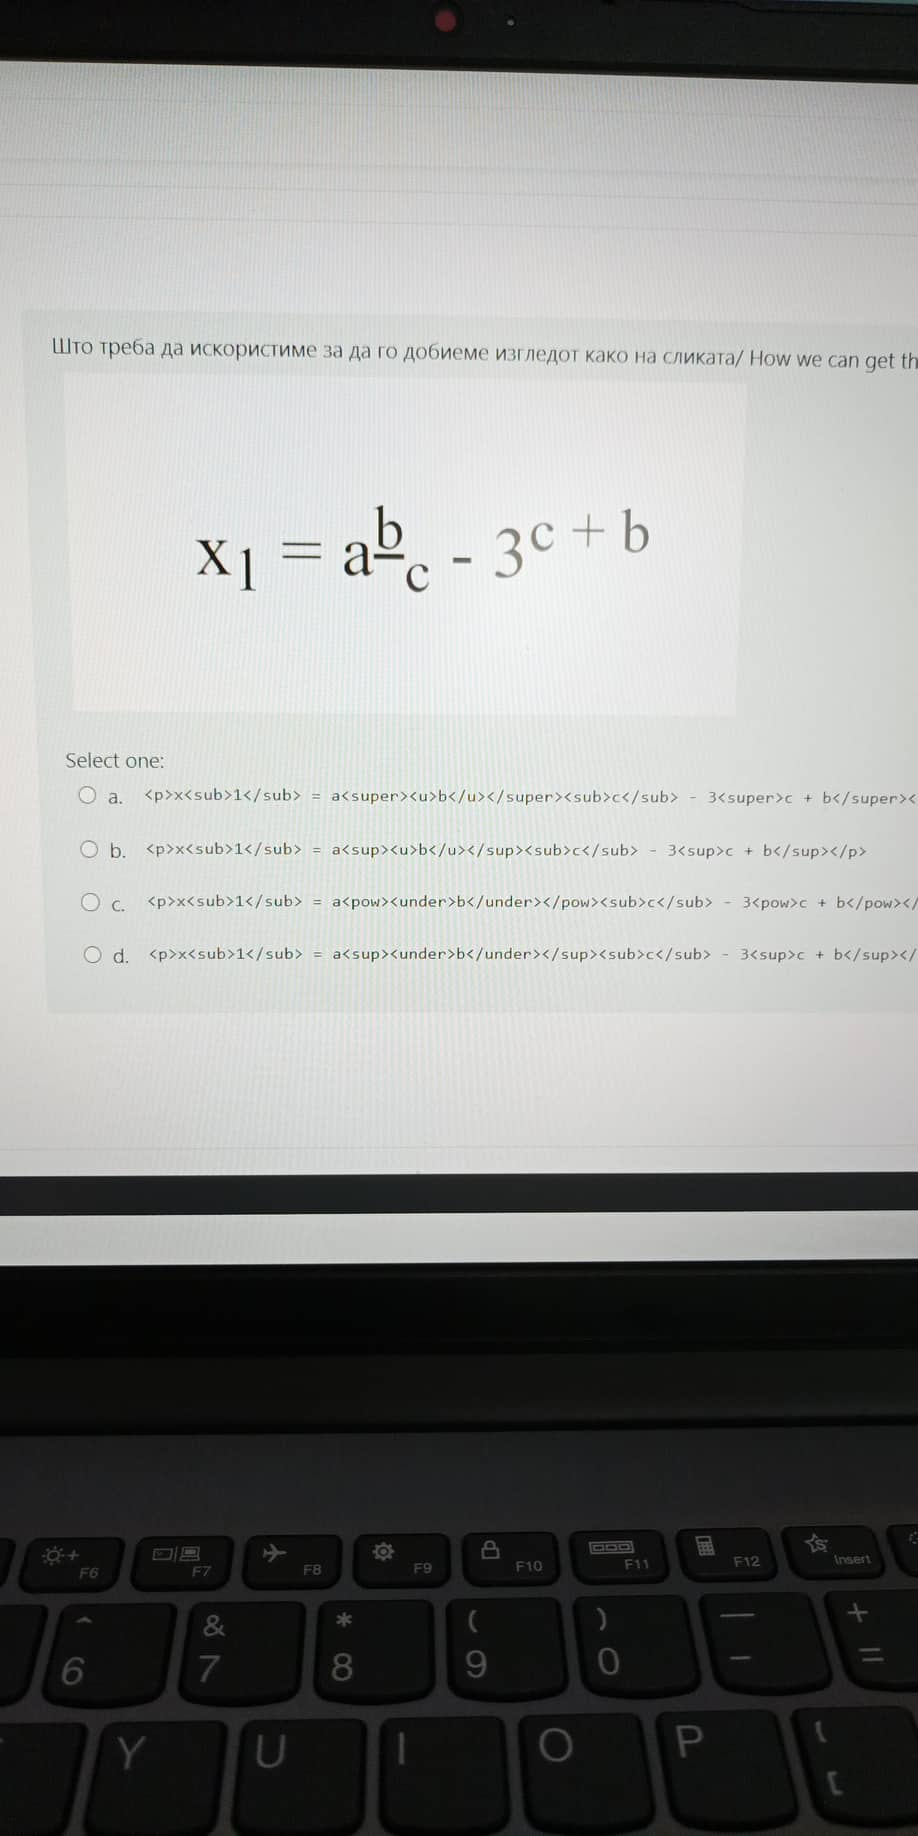 Што треба да искористиме за да го добиеме изгледот како на сликата/ How we can get th
x1 = abc - 3c + b
Select one:
a. <p>x<sub>1</sub> = a<super><u>b</u></super><sub>c</sub> - 3<super>c + b</super><
b. <p>x<sub>1</sub> = a<sup><u>b</u></sup><sub>c</sub> - 3<sup>c + b</sup></p>
c. <p>x<sub>1</sub> = a<pow><under>b</under></pow><sub>c</sub> - 3<pow>c + b</pow></
d. <p>x<sub>1</sub> = a<sup><under>b</under></sup><sub>c</sub> - 3<sup>c + b</sup></
F6 F7 F8 F9 F10 F11 F12 Insert
^ & * ( ) — +
6 7 8 9 0 - =
Y U I O P { [